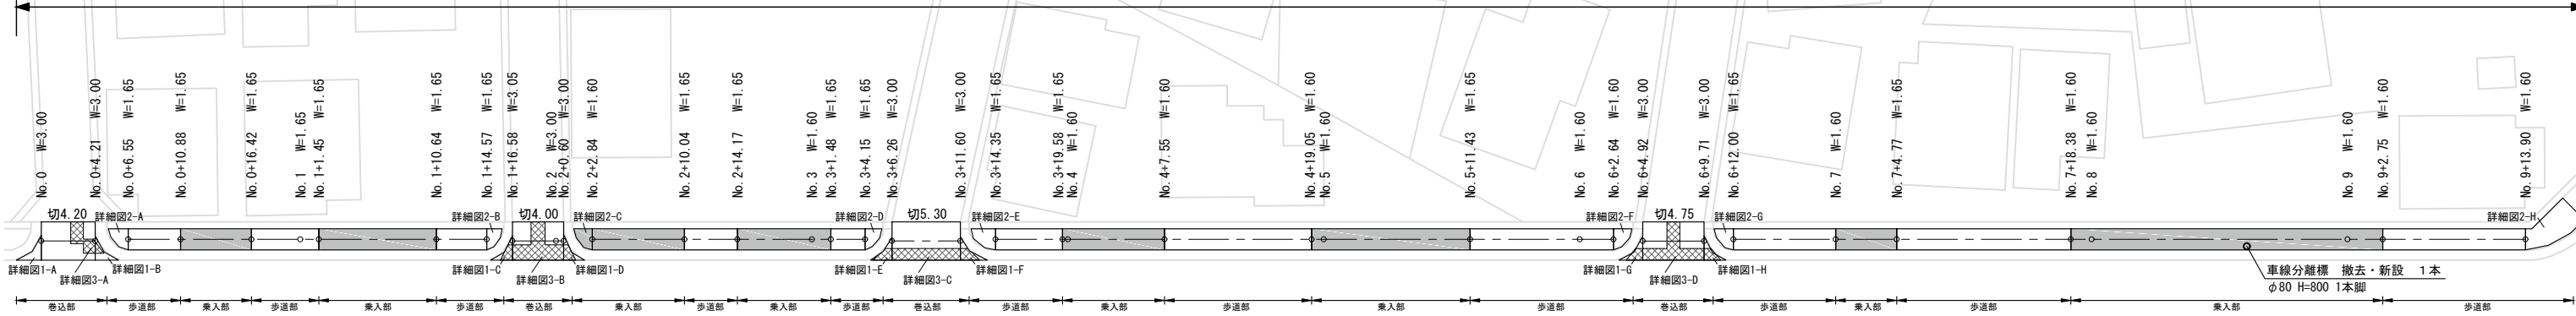 No.0　W=3.00
No.0+4.21　W=3.00
No.0+6.55　W=1.65
No.0+10.88　W=1.65
No.0+16.42　W=1.65
No.1　W=1.65
No.1+1.45　W=1.65
No.1+10.64　W=1.65
No.1+14.57　W=1.65
No.1+16.58　W=3.05
No.2　W=3.00
No.2+0.60　W=3.00
No.2+2.84　W=1.60
No.2+10.04　W=1.65
No.2+14.17　W=1.65
No.3　W=1.60
No.3+1.48　W=1.65
No.3+4.15　W=1.65
No.3+6.26　W=3.00
No.3+11.60　W=3.00
No.3+14.35　W=1.65
No.3+19.58　W=1.65
No.4　W=1.60
No.4+7.55　W=1.60
No.4+19.05　W=1.60
No.5　W=1.60
No.5+11.43　W=1.65
No.6　W=1.60
No.6+2.64　W=1.60
No.6+4.92　W=3.00
No.6+9.71　W=3.00
No.6+12.00　W=1.65
No.7　W=1.60
No.7+4.77　W=1.65
No.7+18.38　W=1.60
No.8　W=1.60
No.9　W=1.60
No.9+2.75　W=1.60
No.9+13.90　W=1.60
切4.20
詳細図2-A
詳細図2-B
切4.00
詳細図2-C
詳細図2-D
切5.30
詳細図2-E
詳細図2-F
切4.75
詳細図2-G
詳細図2-H
詳細図1-A
詳細図3-A
詳細図1-B
詳細図1-C
詳細図3-B
詳細図1-D
詳細図1-E
詳細図3-C
詳細図1-F
詳細図1-G
詳細図3-D
詳細図1-H
車線分離標　撤去・新設　1本
φ80 H=800 1本脚
巻込部
歩道部
乗入部
歩道部
乗入部
歩道部
巻込部
乗入部
歩道部
乗入部
歩道部
巻込部
歩道部
乗入部
歩道部
乗入部
歩道部
巻込部
歩道部
乗入部
歩道部
乗入部
歩道部